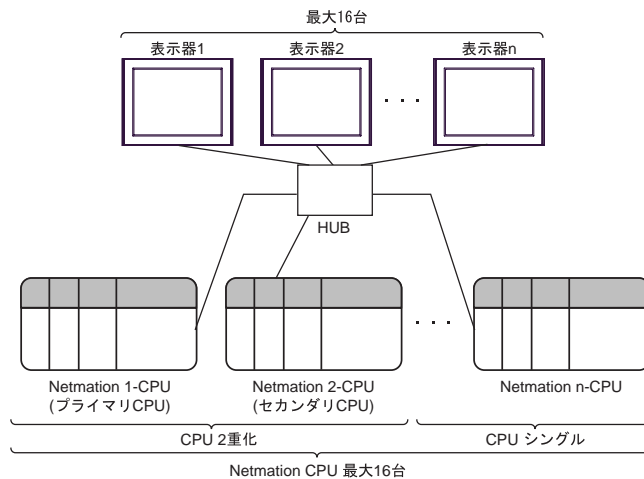 最大16台
表示器1 表示器2 表示器n
・・・
HUB
・・・
Netmation 1-CPU Netmation 2-CPU Netmation n-CPU
(プライマリCPU) (セカンダリCPU)
CPU 2重化 CPU シングル
Netmation CPU 最大16台